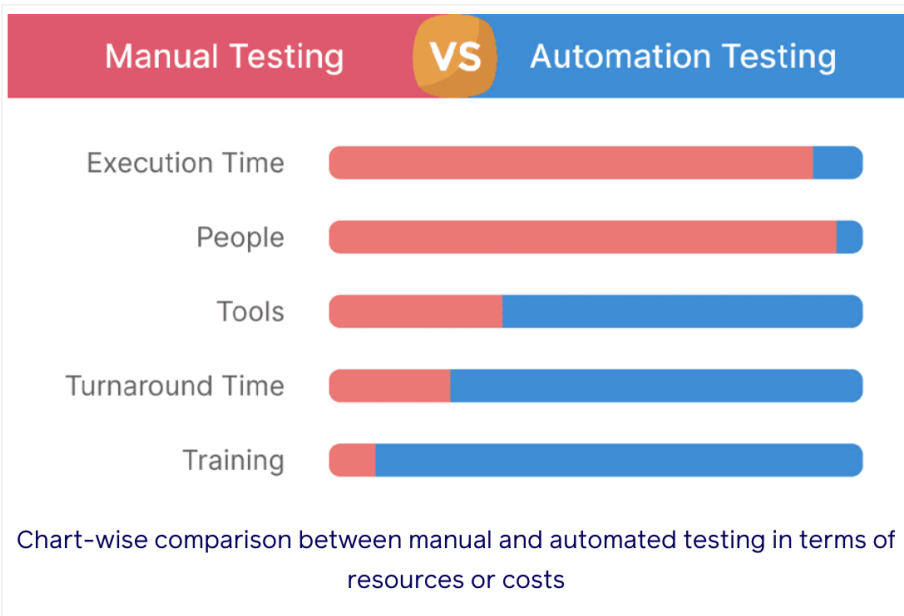 Manual Testing VS Automation Testing
Execution Time
People
Tools
Turnaround Time
Training
Chart-wise comparison between manual and automated testing in terms of
resources or costs